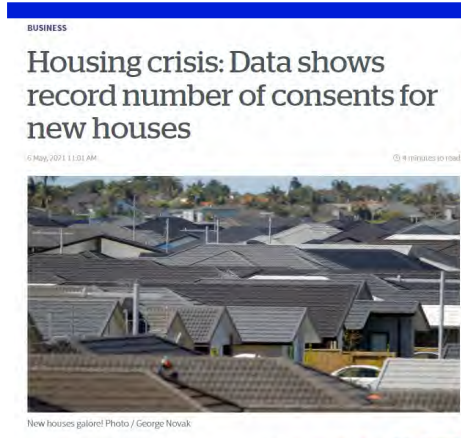 BUSINESS
Housing crisis: Data shows
record number of consents for
new houses
6 May, 2021 11:01 AM
4 minutes to read
New houses galore! Photo / George Novak